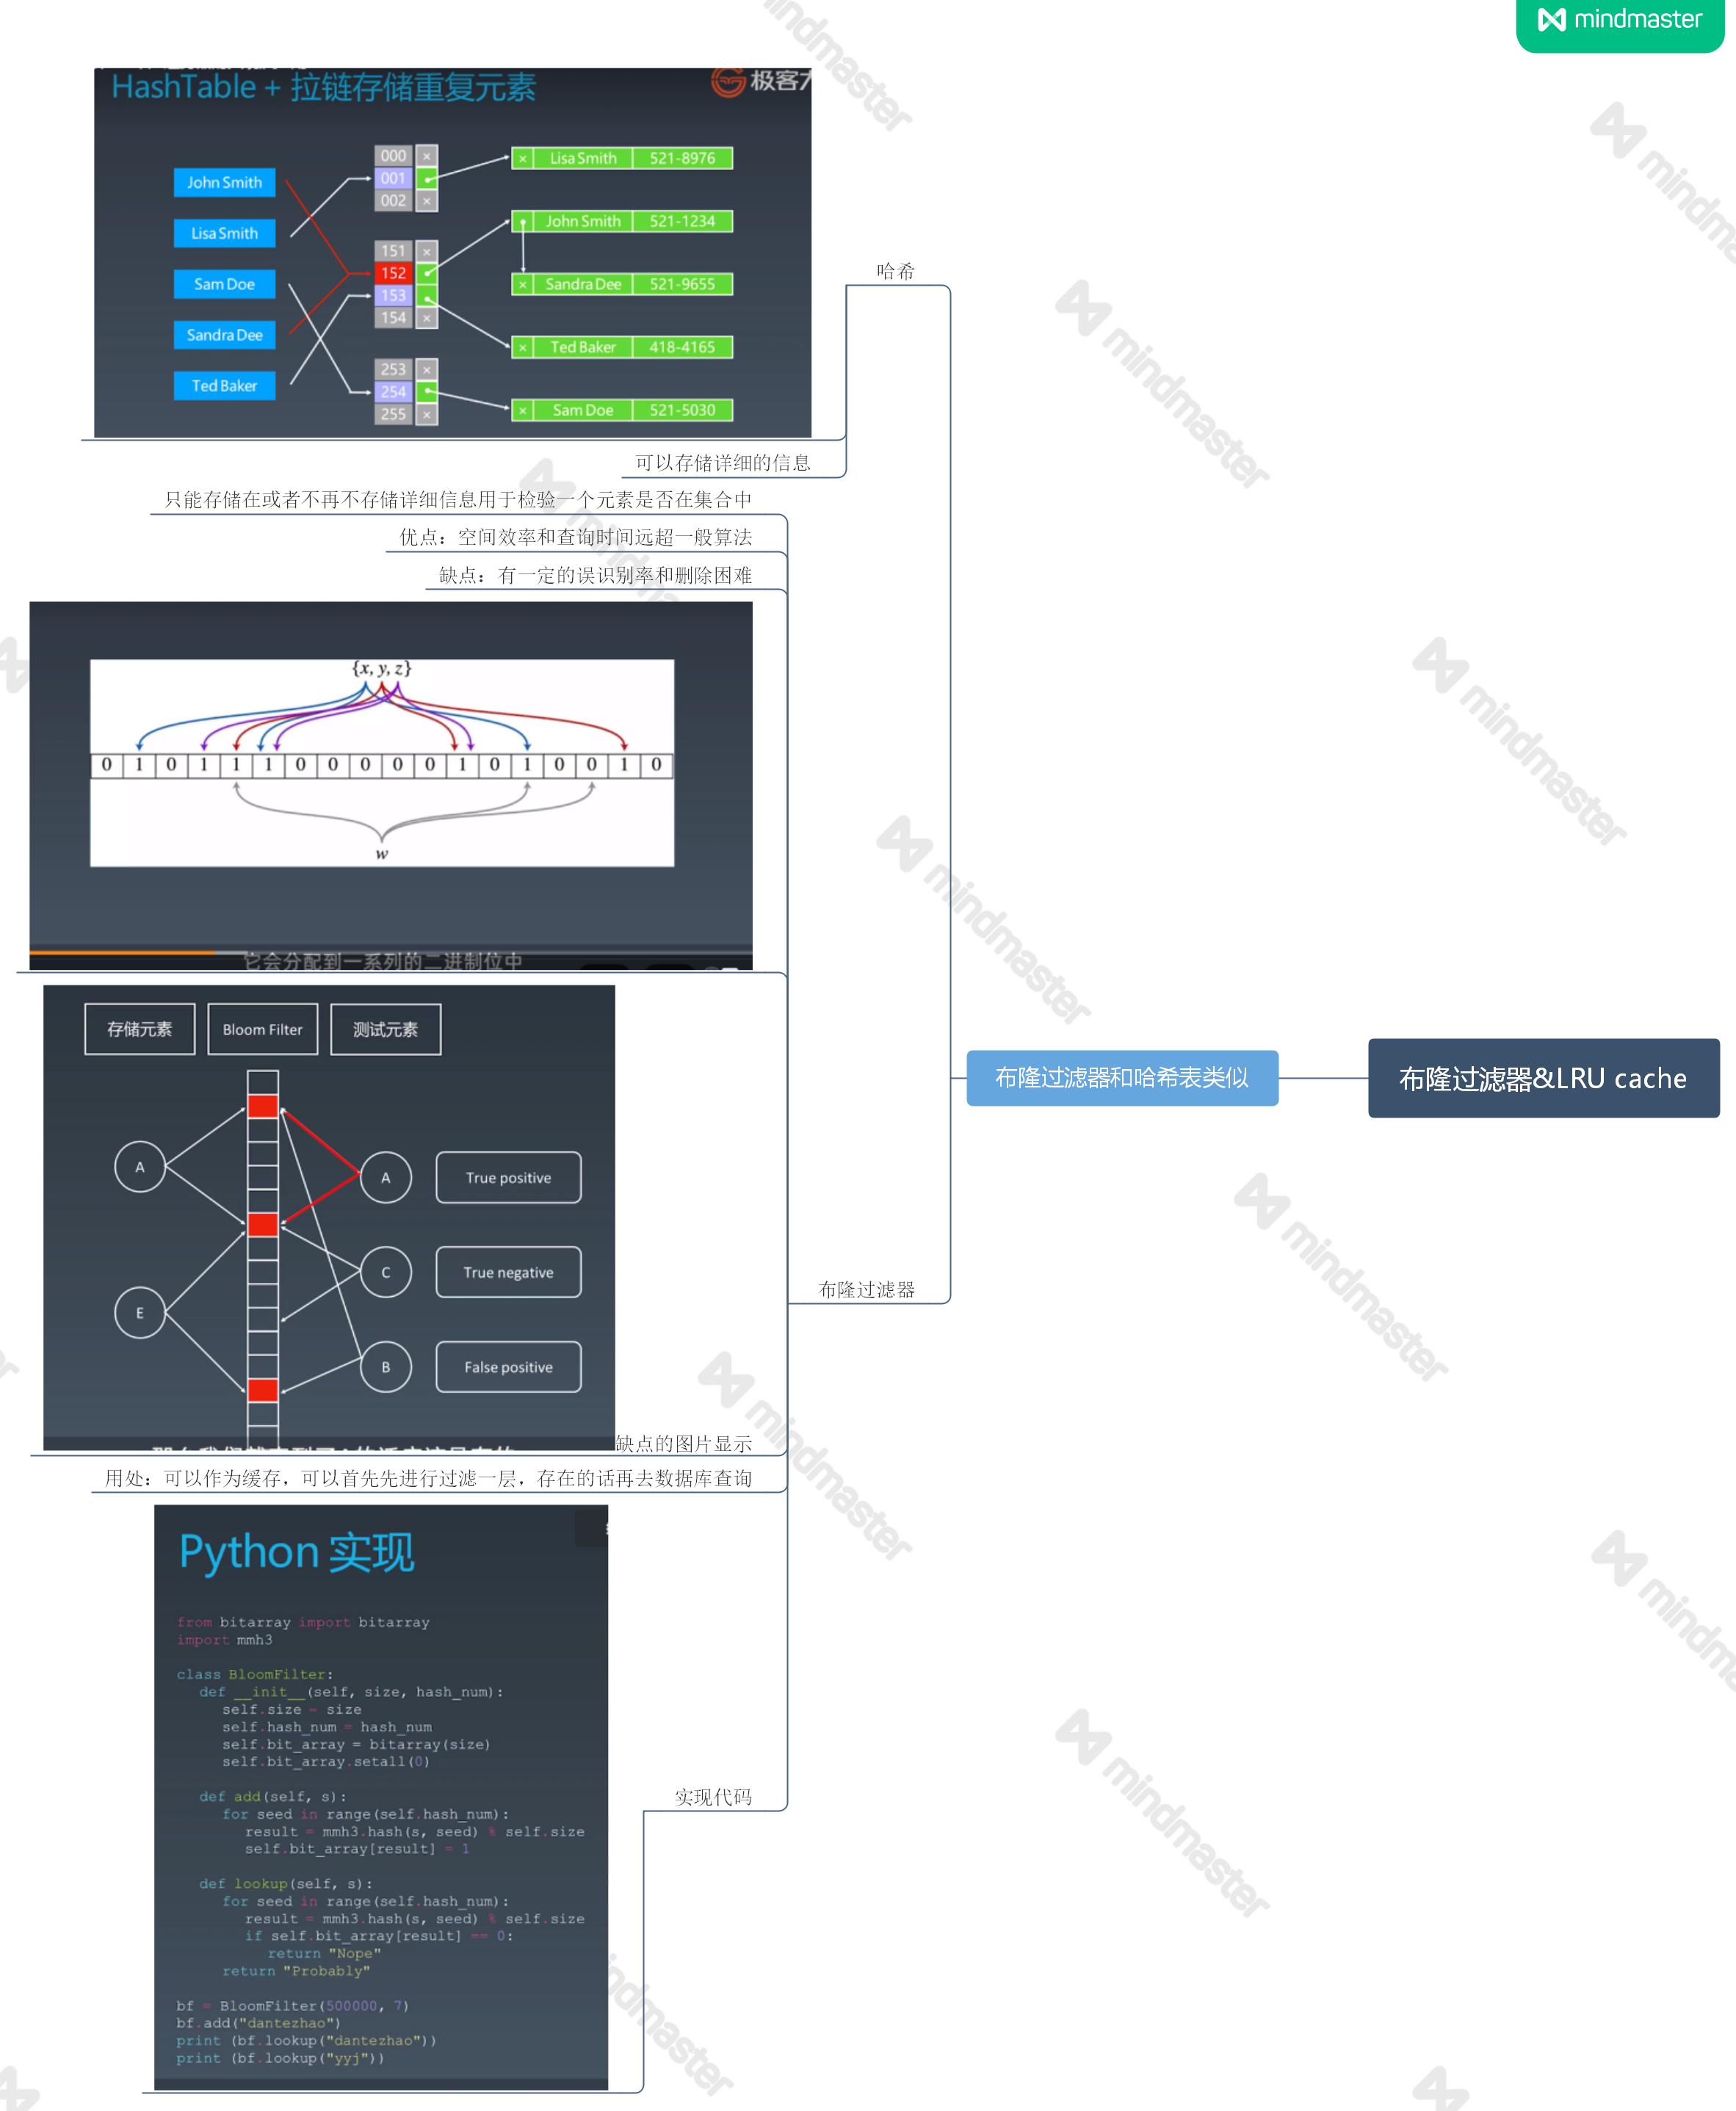 mindmaster
HashTable + 拉链存储重复元素
极客大
John Smith
Lisa Smith
Sam Doe
Sandra Dee
Ted Baker
000 ×
001
002 ×
151 ×
152
153
154 ×
253 ×
254
255 ×
× Lisa Smith 521-8976
John Smith 521-1234
× Sandra Dee 521-9655
× Ted Baker 418-4165
× Sam Doe 521-5030
哈希
可以存储详细的信息
只能存储在或者不再不存储详细信息用于检验一个元素是否在集合中
优点：空间效率和查询时间远超一般算法
缺点：有一定的误识别率和删除困难
{x, y, z}
0 1 0 1 1 1 0 0 0 0 0 1 0 1 0 0 1 0
w
它会分配到一系列的二进制位中
存储元素
Bloom Filter
测试元素
A
E
A
True positive
C
True negative
B
False positive
缺点的图片显示
布隆过滤器
布隆过滤器和哈希表类似
布隆过滤器&LRU cache
用处：可以作为缓存，可以首先先进行过滤一层，存在的话再去数据库查询
Python 实现
from bitarray import bitarray
import mmh3
class BloomFilter:
def __init__(self, size, hash_num):
self.size = size
self.hash_num = hash_num
self.bit_array = bitarray(size)
self.bit_array.setall(0)
def add(self, s):
for seed in range(self.hash_num):
result = mmh3.hash(s, seed) % self.size
self.bit_array[result] = 1
def lookup(self, s):
for seed in range(self.hash_num):
result = mmh3.hash(s, seed) % self.size
if self.bit_array[result] == 0:
return "Nope"
return "Probably"
bf = BloomFilter(500000, 7)
bf.add("dantezhao")
print (bf.lookup("dantezhao"))
print (bf.lookup("yyj"))
实现代码